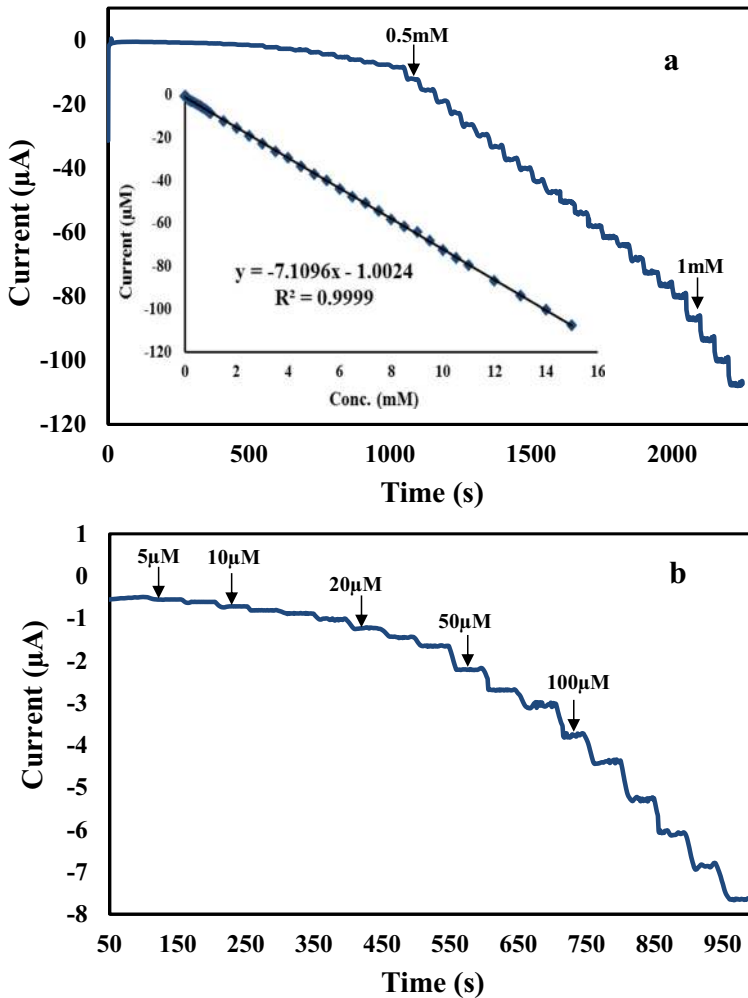 a
0.5mM
1mM
Current (µA)
0
-20
-40
-60
-80
-100
-120
0
500
1000
1500
2000
Time (s)
Current (µM)
0
-20
-40
-60
-80
-100
-120
y = -7.1096x - 1.0024
R² = 0.9999
0
2
4
6
8
10
12
14
16
Conc. (mM)
b
5µM
10µM
20µM
50µM
100µM
Current (µA)
1
0
-1
-2
-3
-4
-5
-6
-7
-8
50
150
250
350
450
550
650
750
850
950
Time (s)